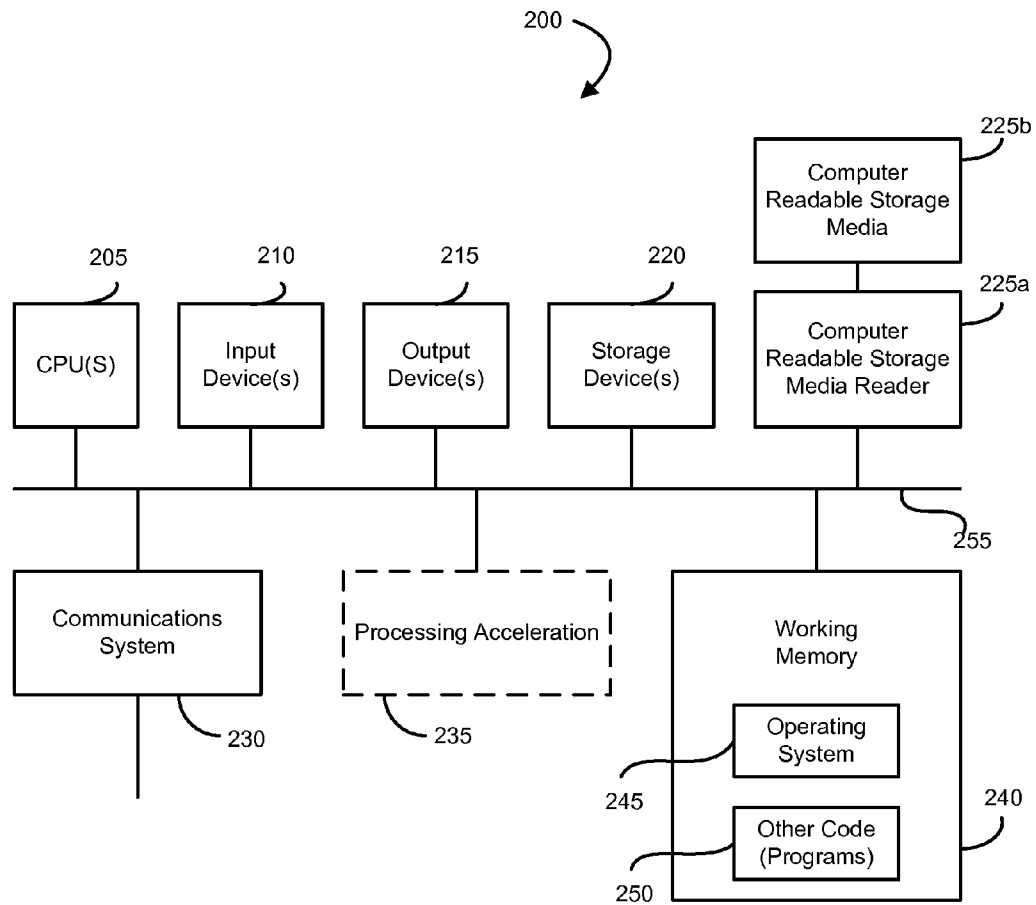 200
225b
Computer
Readable Storage
Media
205
210
215
220
225a
CPU(S)
Input
Device(s)
Output
Device(s)
Storage
Device(s)
Computer
Readable Storage
Media Reader
255
Communications
System
Processing Acceleration
Working
Memory
230
235
Operating
System
245
240
Other Code
(Programs)
250